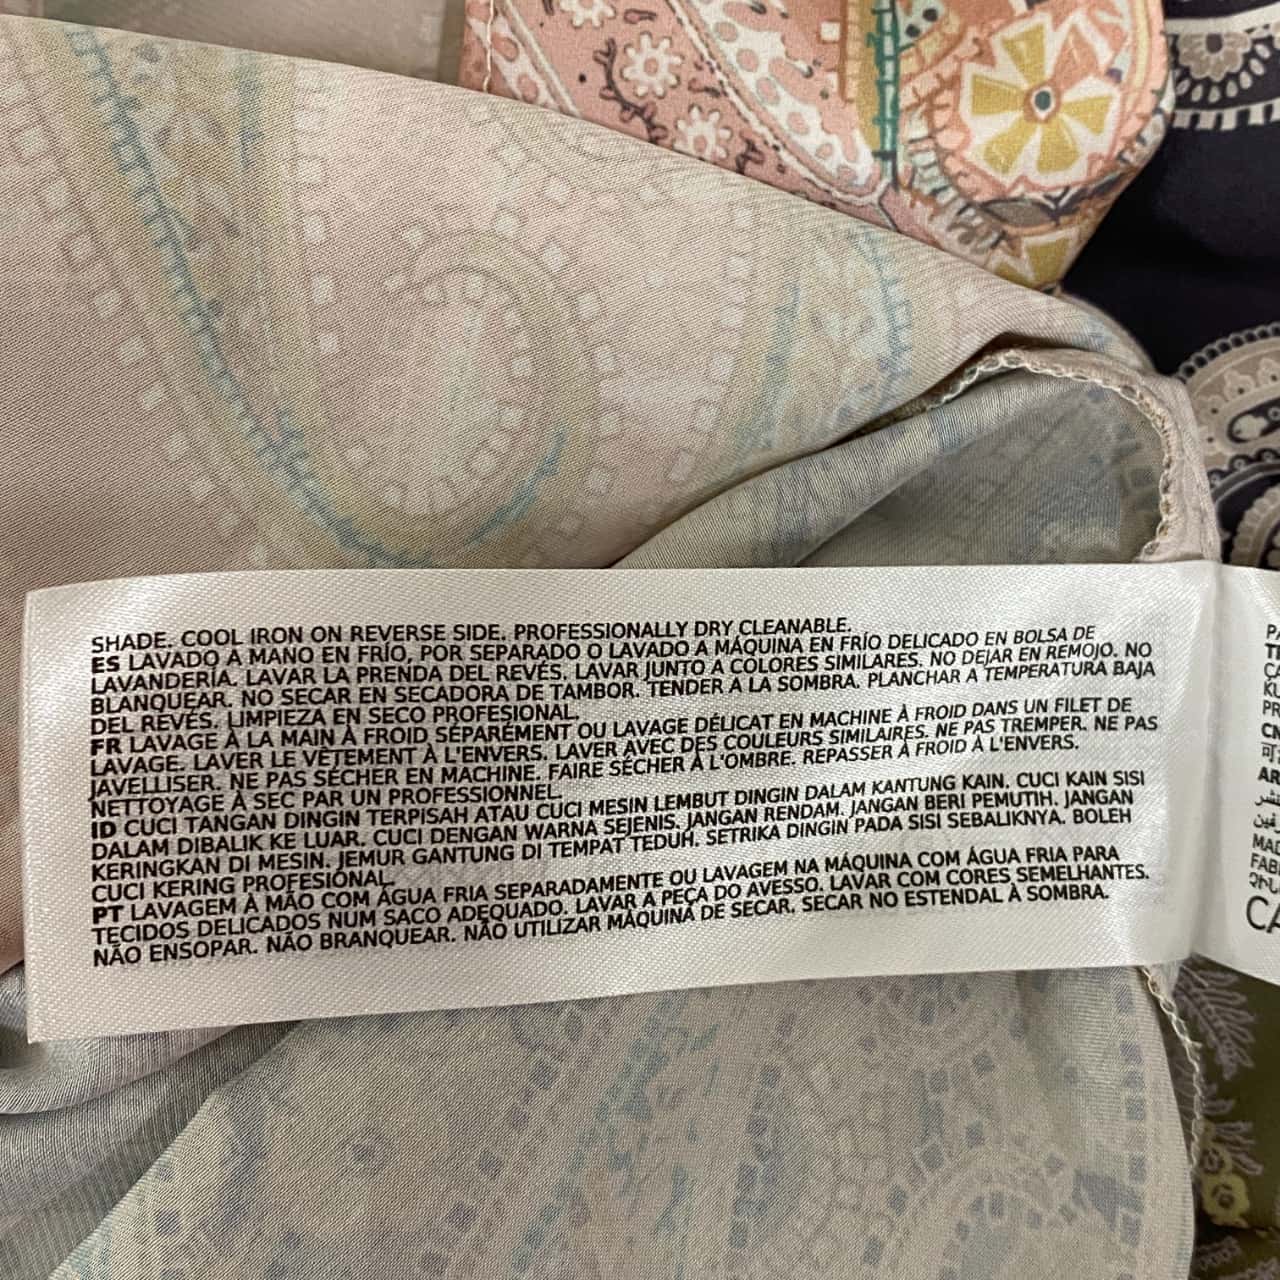 SHADE. COOL IRON ON REVERSE SIDE. PROFESSIONALLY DRY CLEANABLE.
ES LAVADO A MANO EN FRÍO, POR SEPARADO O LAVADO A MÁQUINA EN FRÍO DELICADO EN BOLSA DE
LAVANDERÍA. LAVAR LA PRENDA DEL REVÉS. LAVAR JUNTO A COLORES SIMILARES. NO DEJAR EN REMOJO. NO
BLANQUEAR. NO SECAR EN SECADORA DE TAMBOR. TENDER A LA SOMBRA. PLANCHAR A TEMPERATURA BAJA
DEL REVÉS. LIMPIEZA EN SECO PROFESIONAL.
FR LAVAGE À LA MAIN À FROID SÉPARÉMENT OU LAVAGE DÉLICAT EN MACHINE À FROID DANS UN FILET DE
LAVAGE. LAVER LE VÊTEMENT À L'ENVERS. LAVER AVEC DES COULEURS SIMILAIRES. NE PAS TREMPER. NE PAS
JAVELLISER. NE PAS SÉCHER EN MACHINE. FAIRE SÉCHER À L'OMBRE. REPASSER À FROID À L'ENVERS.
NETTOYAGE À SEC PAR UN PROFESSIONNEL.
ID CUCI TANGAN DINGIN TERPISAH ATAU CUCI MESIN LEMBUT DINGIN DALAM KANTUNG KAIN. CUCI KAIN SISI
DALAM DIBALIK KE LUAR. CUCI DENGAN WARNA SEJENIS. JANGAN RENDAM. JANGAN BERI PEMUTIH. JANGAN
KERINGKAN DI MESIN. JEMUR GANTUNG DI TEMPAT TEDUH. SETRIKA DINGIN PADA SISI SEBALIKNYA. BOLEH
CUCI KERING PROFESIONAL.
PT LAVAGEM À MÃO COM ÁGUA FRIA SEPARADAMENTE OU LAVAGEM NA MÁQUINA COM ÁGUA FRIA PARA
TECIDOS DELICADOS NUM SACO ADEQUADO. LAVAR A PEÇA DO AVESSO. LAVAR COM CORES SEMELHANTES.
NÃO ENSOPAR. NÃO BRANQUEAR. NÃO UTILIZAR MÁQUINA DE SECAR. SECAR NO ESTENDAL À SOMBRA.
CN